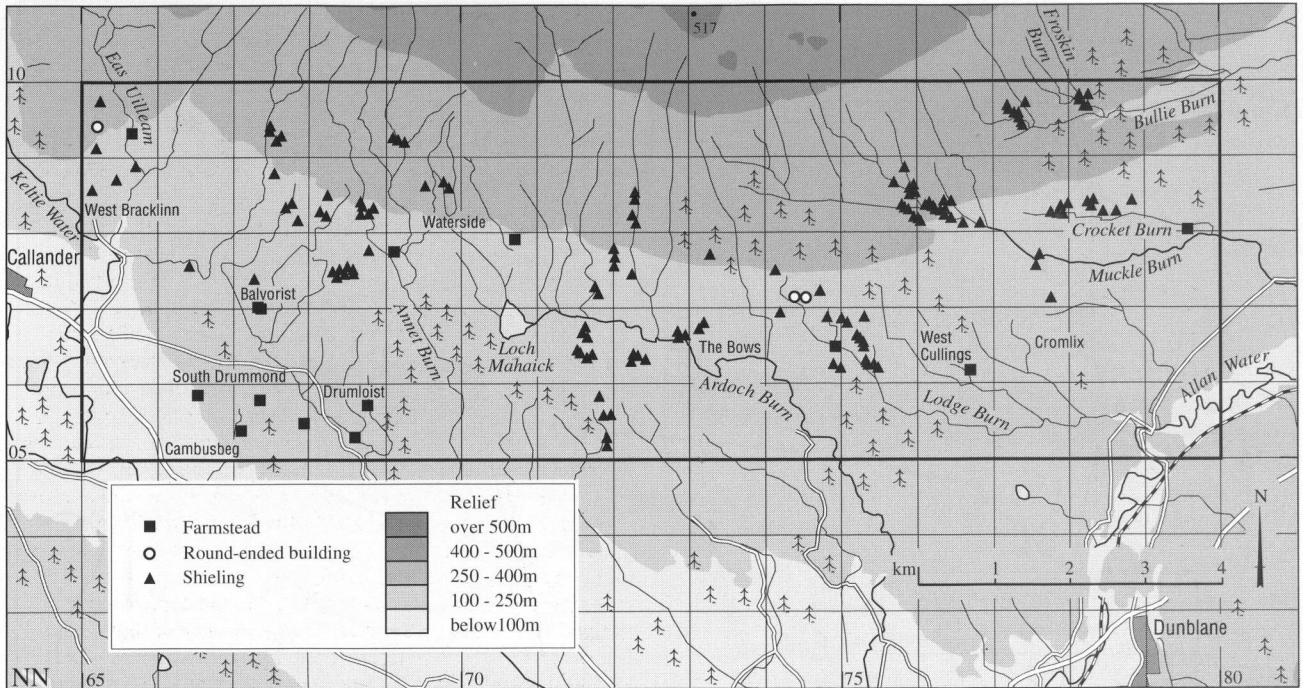 517
10
Eas Uilleam
Froskin Burn
Bullie Burn
Keltie Water
West Bracklinn
Waterside
Crocket Burn
Callander
Muckle Burn
Balvorist
Annet Burn
Loch Mahaick
The Bows
West Cullings
Cromlix
Allan Water
South Drummond
Drumloist
Ardoch Burn
Lodge Burn
Cambusbeg
05
Farmstead
Round-ended building
Shieling
Relief
over 500m
400 - 500m
250 - 400m
100 - 250m
below100m
N
km 1 2 3 4
Dunblane
NN 65 70 75 80